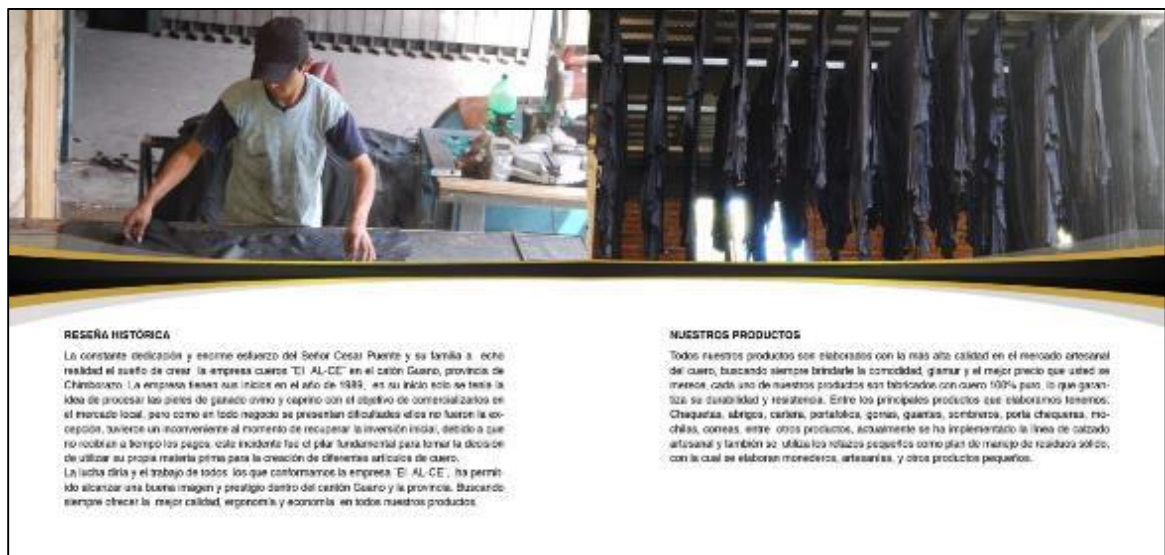 RESEÑA HISTÓRICA
La constante dedicación y enorme esfuerzo del Señor Cesar Puente y su familia a echo
realidad el sueño de crear la empresa cueros "El AL-CE" en el catón Guano, provincia de
Chimborazo. La empresa tienen sus inicios en el año de 1989, en su inicio solo se tenia la
idea de procesar las pieles de ganado ovino y caprino con el objetivo de comercializarlos en
el mercado local, pero como en todo negocio se presentan dificultades ellos no fueron la ex-
cepción, tuvieron un inconveniente al momento de recuperar la inversión inicial, debido a que
no recibían a tiempo los pagos, este incidente fue el pilar fundamental para tomar la decisión
de utilizar su propia materia prima para la creación de diferentes artículos de cuero.
La lucha diria y el trabajo de todos los que conformamos la empresa "El AL-CE", ha permit-
ido alcanzar una buena imagen y prestigio dentro del cantón Guano y la provincia. Buscando
siempre ofrecer la mejor calidad, ergonomía y economía en todos nuestros productos.
NUESTROS PRODUCTOS
Todos nuestros productos son elaborados con la más alta calidad en el mercado artesanal
del cuero, buscando siempre brindarle la comodidad, glamur y el mejor precio que usted se
merece, cada uno de nuestros productos son fabricados con cuero 100% puro, lo que garan-
tiza su durabilidad y resistencia. Entre los principales productos que elaboramos tenemos:
Chaquetas, abrigos, cartera, portafolios, gorras, guantes, sombreros, porta chequeras, mo-
chilas, correas, entre otros productos, actualmente se ha implementado la línea de calzado
artesanal y también se utiliza los retazos pequeños como plan de manejo de residuos sólido,
con la cual se elaboran monederos, artesanías, y otros productos pequeños.